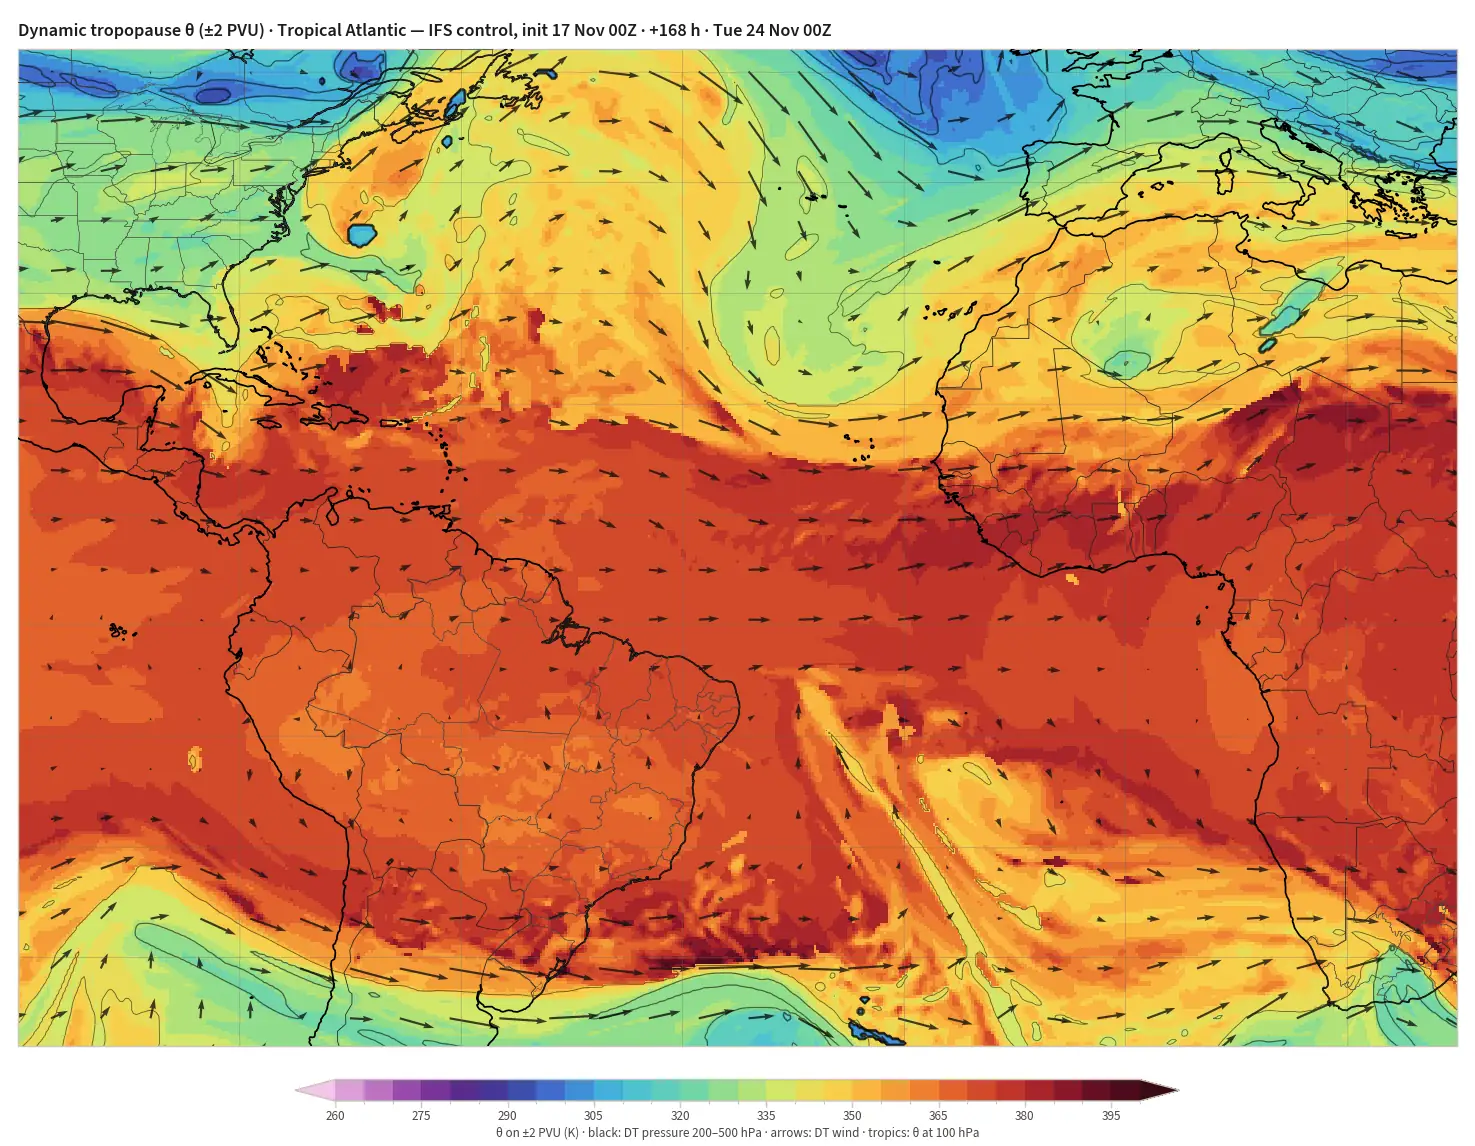 Dynamic tropopause θ (±2 PVU) · Tropical Atlantic — IFS control, init 17 Nov 00Z · +168 h · Tue 24 Nov 00Z
260 275 290 305 320 335 350 365 380 395
θ on ±2 PVU (K) · black: DT pressure 200–500 hPa · arrows: DT wind · tropics: θ at 100 hPa